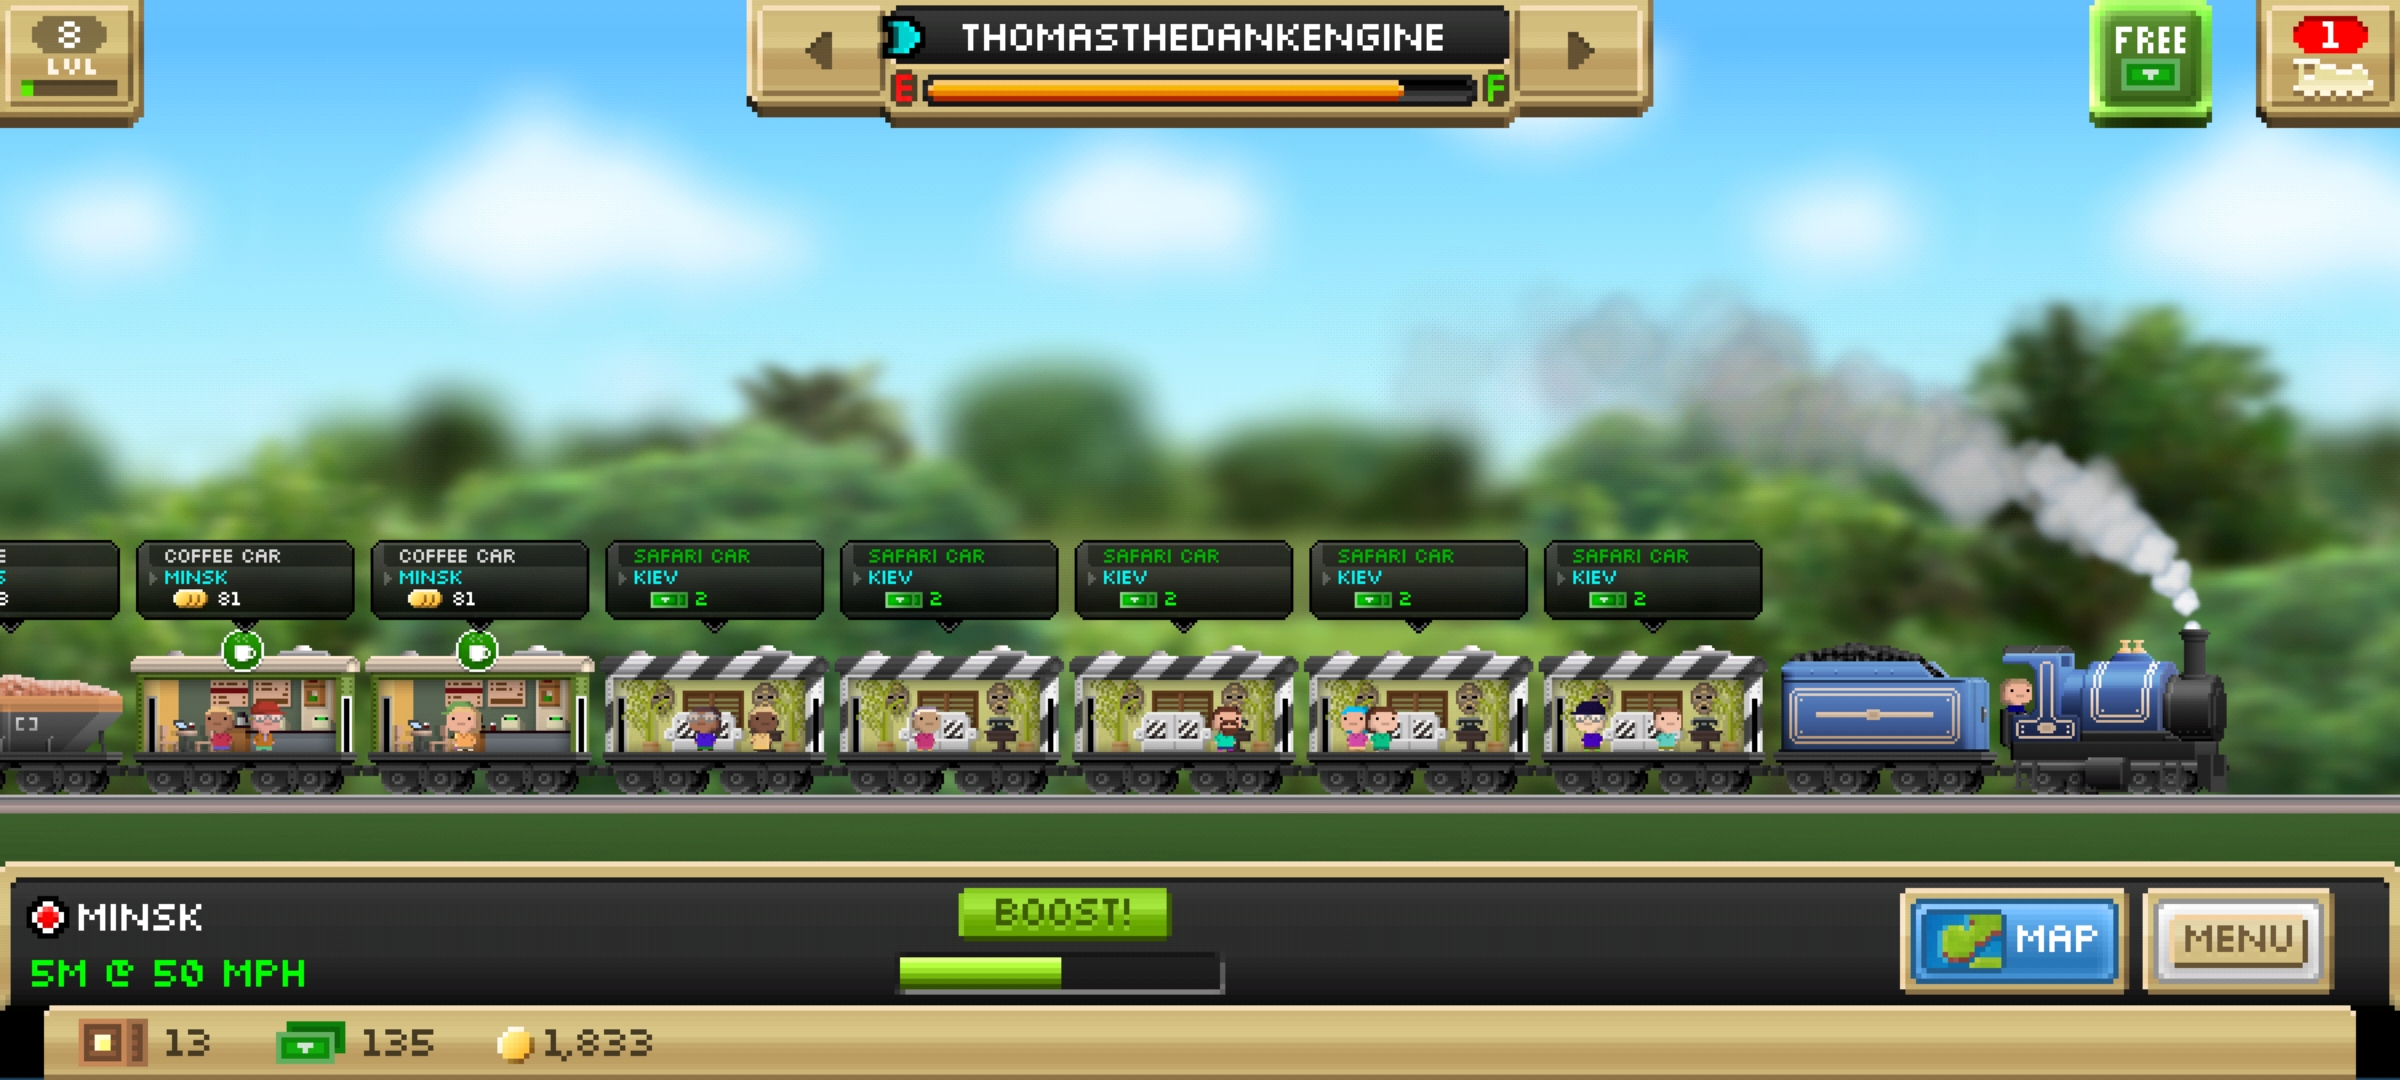 8
LVL
THOMASTHEDANKENGINE
E F
FREE
1
COFFEE CAR
MINSK
81
COFFEE CAR
MINSK
81
SAFARI CAR
KIEV
2
SAFARI CAR
KIEV
2
SAFARI CAR
KIEV
2
SAFARI CAR
KIEV
2
SAFARI CAR
KIEV
2
MINSK
5M @ 50 MPH
BOOST!
MAP
MENU
13
135
1,833